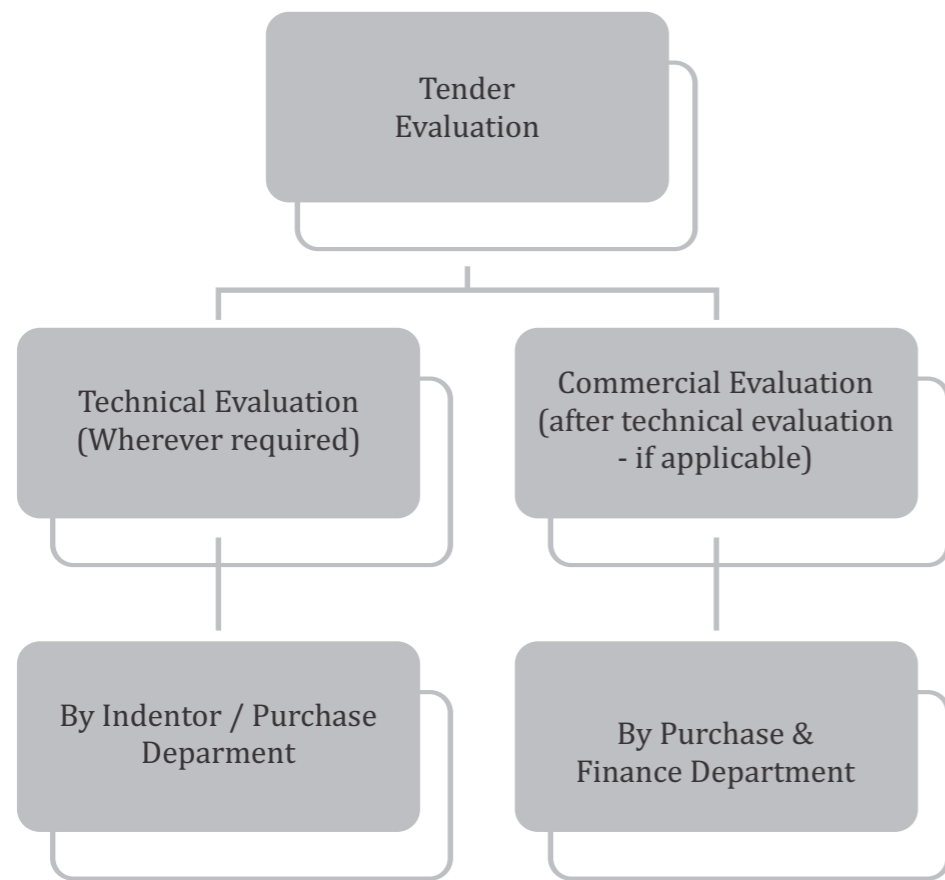 Tender
Evaluation
Technical Evaluation
(Wherever required)
Commercial Evaluation
(after technical evaluation
- if applicable)
By Indentor / Purchase
Deparment
By Purchase &
Finance Department